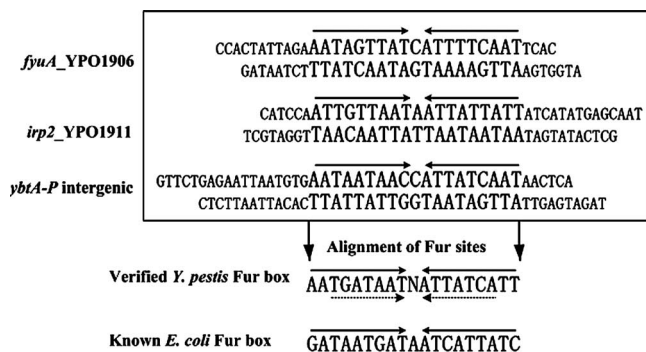 CCACTATTAGAAATAGTTATCATTTTCAATTCAC
fyuA_YPO1906
GATAATCTTTATCAATAGTAAAAGTTAAGTGGTA
CATCCAATTGTTAATAATTATTATTATCATATGAGCAAT
irp2_YPO1911
TCGTAGGTTAACAATTATTAATAATAATAGTATACTCG
GTTCTGAGAATTAATGTGAATAATAACCATTATCAATAACTCA
ybtA-P intergenic
CTCTTAATTACACTTATTATTGGTAATAGTTATTGAGTAGAT
Alignment of Fur sites
Verified Y. pestis Fur box AATGATAATNATTATCATT
Known E. coli Fur box GATAATGATAATCATTATC